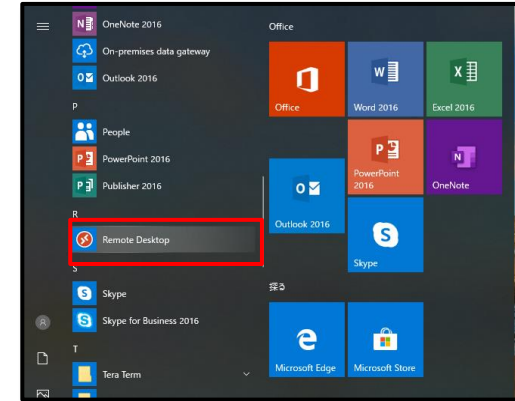 OneNote 2016
On-premises data gateway
Outlook 2016
P
People
PowerPoint 2016
Publisher 2016
R
Remote Desktop
S
Skype
Skype for Business 2016
T
Tera Term
Office
Office
Word 2016
Excel 2016
Outlook 2016
PowerPoint
2016
OneNote
Skype
探る
Microsoft Edge
Microsoft Store